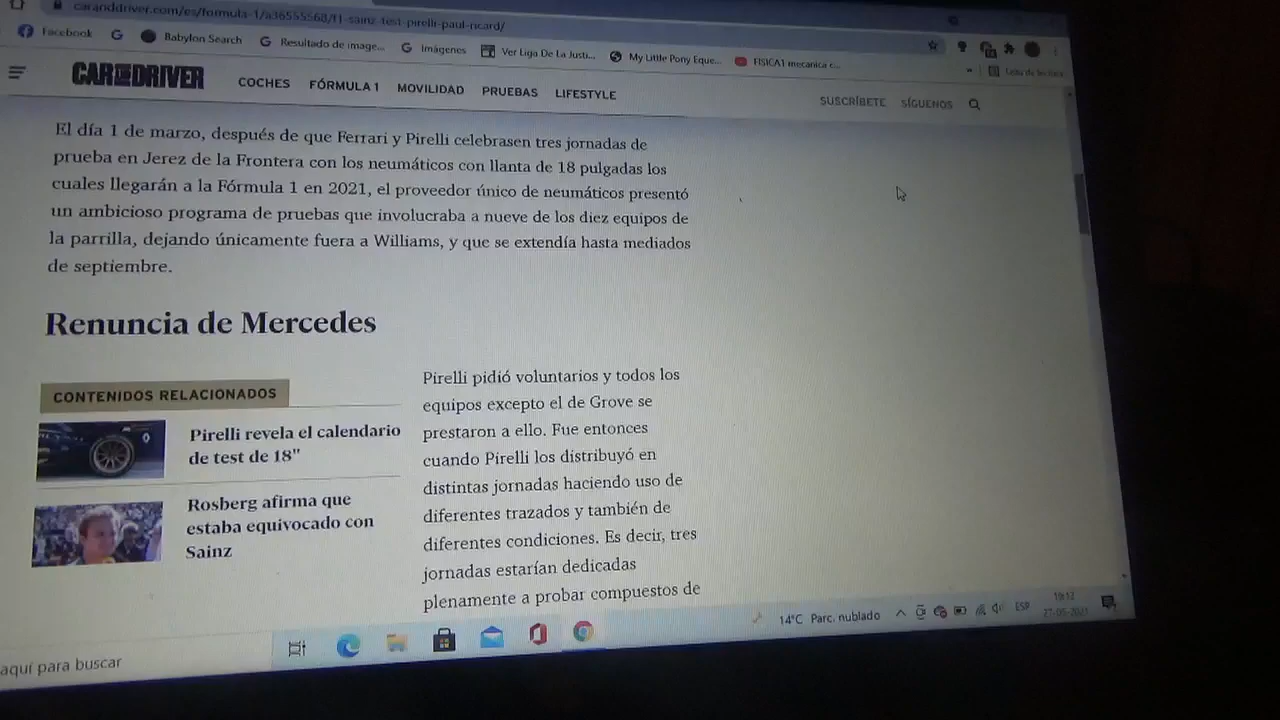 caranddriver.com/es/formula-1/a36555568/f1-sainz-test-pirelli-paul-ricard/
Facebook Babylon Search Resultado de image... Imágenes Ver Liga De La Justi... My Little Pony Eque... FISICA1 mecanica c...
CAR AND DRIVER COCHES FÓRMULA 1 MOVILIDAD PRUEBAS LIFESTYLE SUSCRÍBETE SÍGUENOS
El día 1 de marzo, después de que Ferrari y Pirelli celebrasen tres jornadas de
prueba en Jerez de la Frontera con los neumáticos con llanta de 18 pulgadas los
cuales llegarán a la Fórmula 1 en 2021, el proveedor único de neumáticos presentó
un ambicioso programa de pruebas que involucraba a nueve de los diez equipos de
la parrilla, dejando únicamente fuera a Williams, y que se extendía hasta mediados
de septiembre.
Renuncia de Mercedes
CONTENIDOS RELACIONADOS
Pirelli revela el calendario
de test de 18"
Rosberg afirma que
estaba equivocado con
Sainz
Pirelli pidió voluntarios y todos los
equipos excepto el de Grove se
prestaron a ello. Fue entonces
cuando Pirelli los distribuyó en
distintas jornadas haciendo uso de
diferentes trazados y también de
diferentes condiciones. Es decir, tres
jornadas estarían dedicadas
plenamente a probar compuestos de
aquí para buscar
14°C Parc. nublado ESP
19:12
27-05-2021